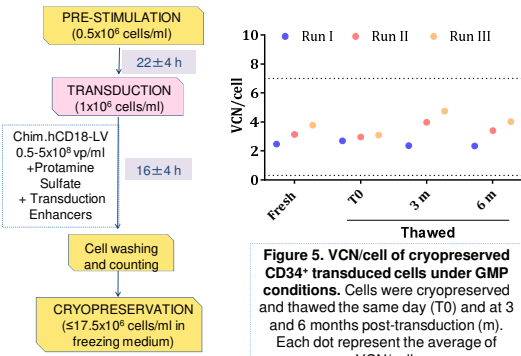 PRE-STIMULATION
(0.5x10⁶ cells/ml)
22±4 h
TRANSDUCTION
(1x10⁶ cells/ml)
Chim.hCD18-LV
0.5-5x10⁸ vp/ml
+Protamine
Sulfate
+ Transduction
Enhancers
16±4 h
Cell washing
and counting
CRYOPRESERVATION
(≤17.5x10⁶ cells/ml in
freezing medium)
Run I Run II Run III
VCN/cell
10
8
6
4
2
0
Fresh
T0
3 m
6 m
Thawed
Figure 5. VCN/cell of cryopreserved
CD34⁺ transduced cells under GMP
conditions. Cells were cryopreserved
and thawed the same day (T0) and at 3
and 6 months post-transduction (m).
Each dot represent the average of